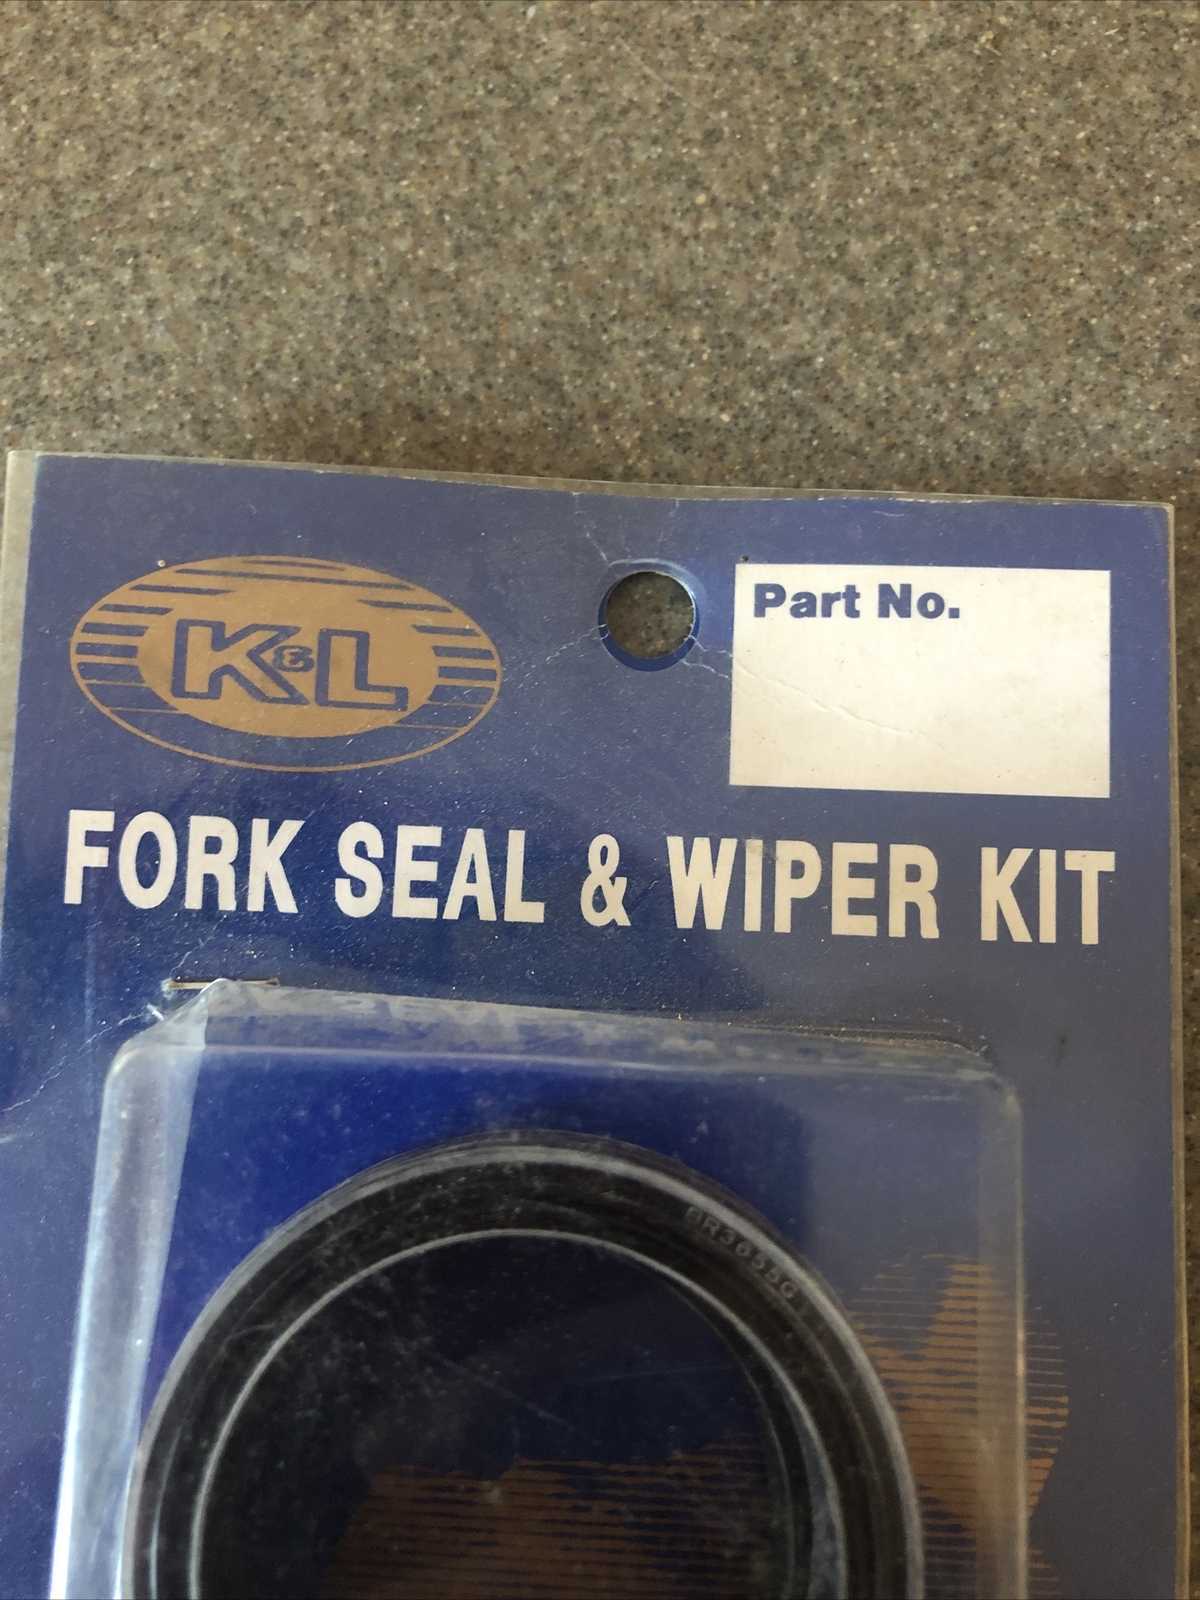 K&L
Part No.
FORK SEAL & WIPER KIT